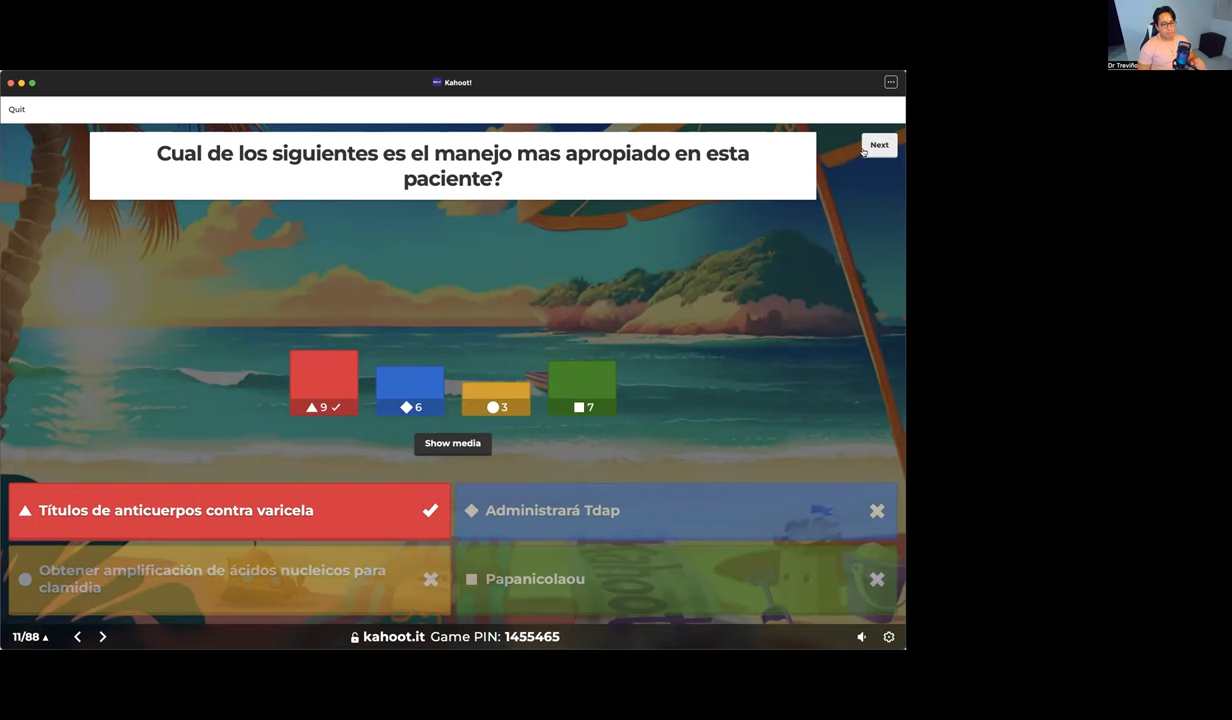 Dr Treviño
Kahoot!
Quit
Cual de los siguientes es el manejo mas apropiado en esta
paciente?
Next
9
6
3
7
Show media
Títulos de anticuerpos contra varicela
Administrará Tdap
Obtener amplificación de ácidos nucleicos para
clamidia
Papanicolaou
11/88
kahoot.it Game PIN: 1455465